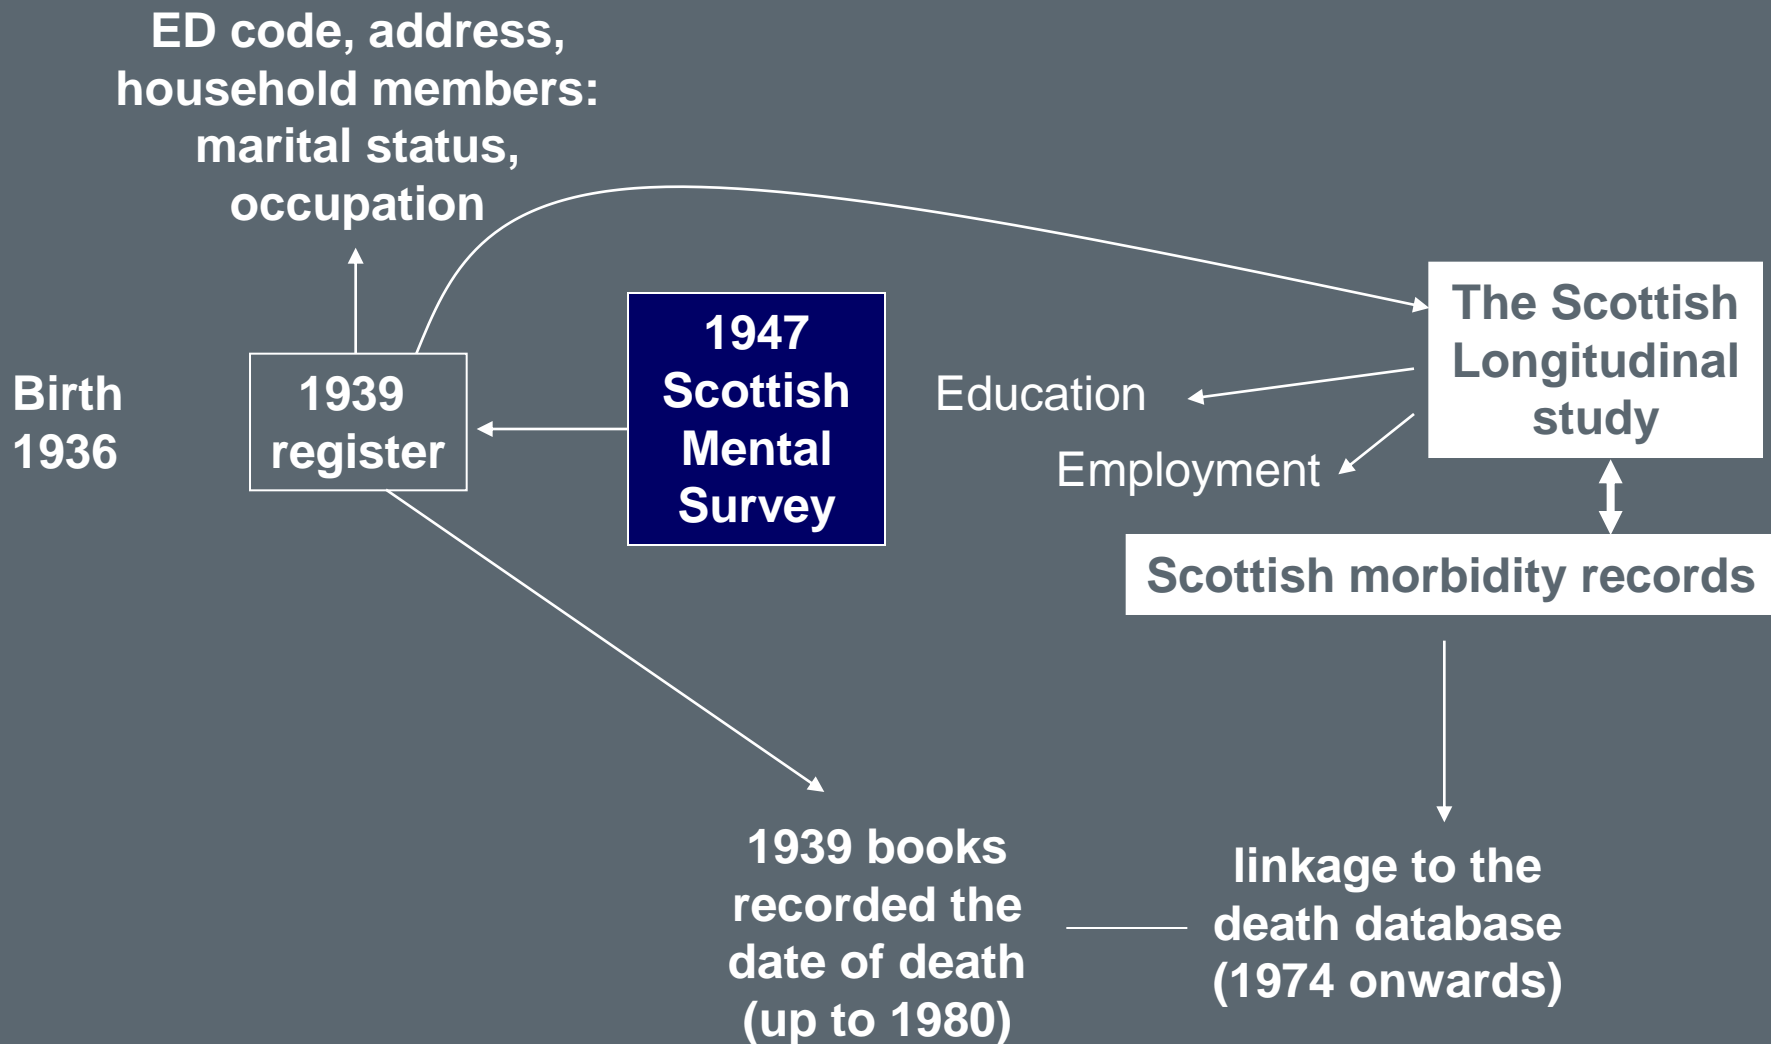 ED code, address,
household members:
marital status,
occupation
Birth
1936
1939
register
1947
Scottish
Mental
Survey
Education
Employment
The Scottish
Longitudinal
study
Scottish morbidity records
1939 books
recorded the
date of death
(up to 1980)
linkage to the
death database
(1974 onwards)